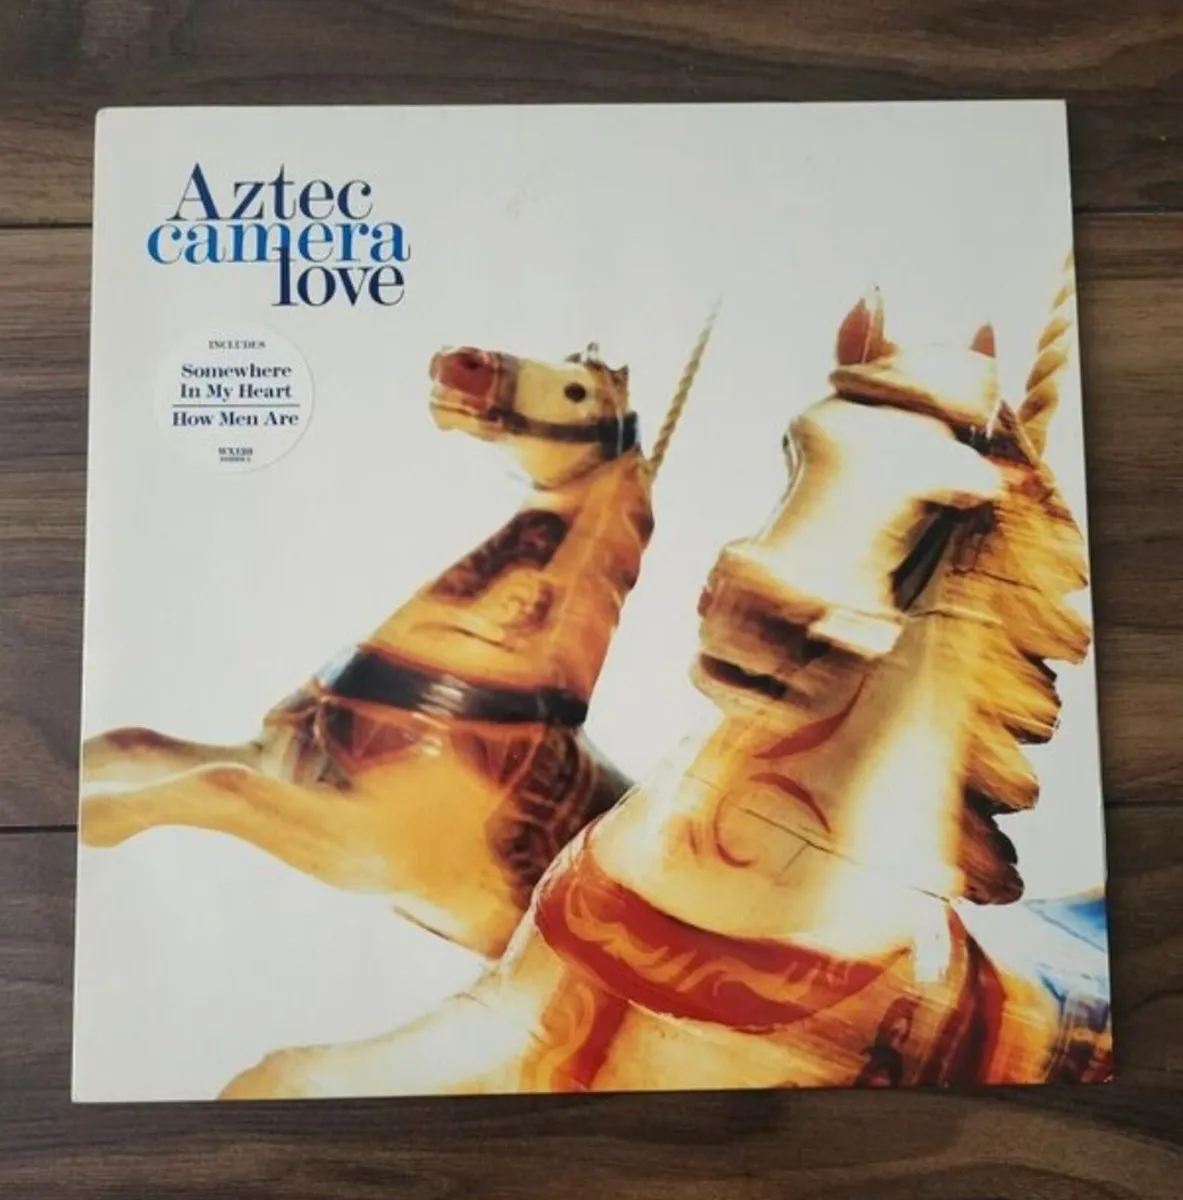 Aztec
camera
love
INCLUDES
Somewhere
In My Heart
How Men Are
WX128